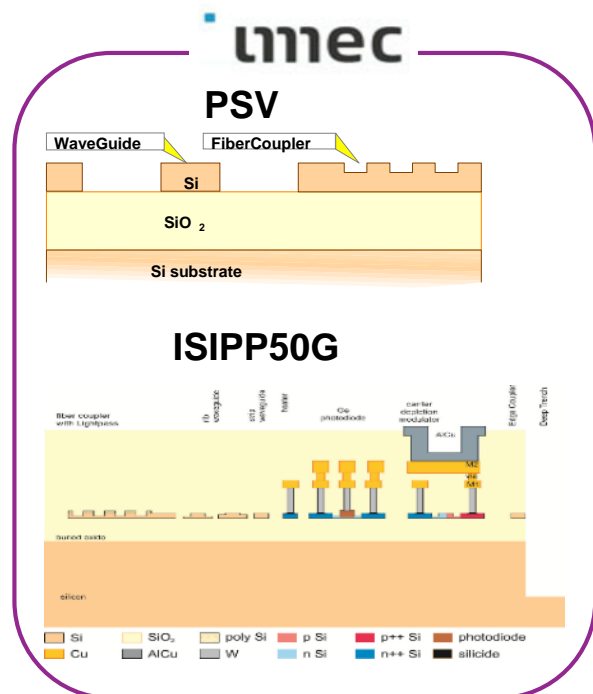 imec
PSV
WaveGuide
FiberCoupler
Si
SiO 2
Si substrate
ISIPP50G
fiber coupler
with Lightpass
rib
waveguide
strip
waveguide
heater
Ge
photodiode
carrier
depletion
modulator
AlCu
Edge Coupler
Deep Trench
M2
via
M1
buried oxide
silicon
Si SiO₂ poly Si p Si p++ Si photodiode
Cu AlCu W n Si n++ Si silicide